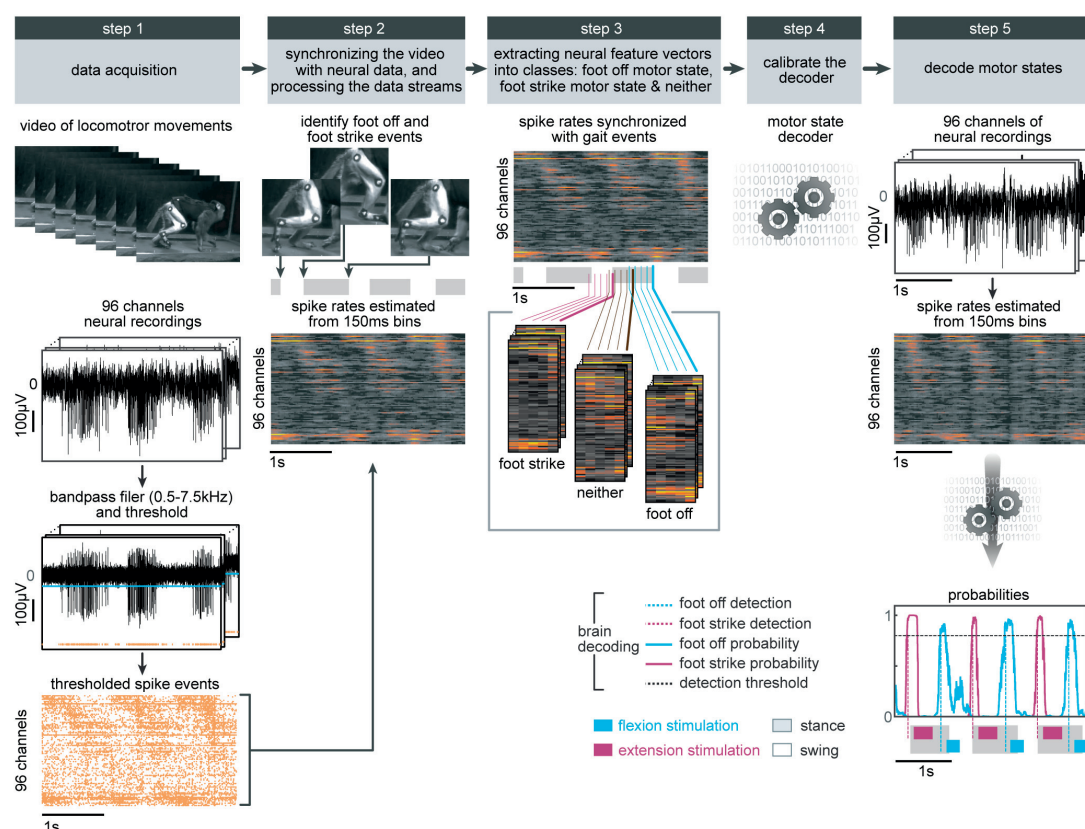 step 1
data acquisition
video of locomotror movements
96 channels
neural recordings
0
100µV
bandpass filer (0.5-7.5kHz)
and threshold
0
100µV
thresholded spike events
96 channels
1s
step 2
synchronizing the video
with neural data, and
processing the data streams
identify foot off and
foot strike events
spike rates estimated
from 150ms bins
96 channels
1s
step 3
extracting neural feature vectors
into classes: foot off motor state,
foot strike motor state & neither
spike rates synchronized
with gait events
96 channels
1s
foot strike
neither
foot off
step 4
calibrate the
decoder
motor state
decoder
step 5
decode motor states
96 channels of
neural recordings
0
100µV
1s
spike rates estimated
from 150ms bins
96 channels
1s
probabilities
1
0
1s
brain
decoding
foot off detection
foot strike detection
foot off probability
foot strike probability
detection threshold
flexion stimulation
stance
extension stimulation
swing